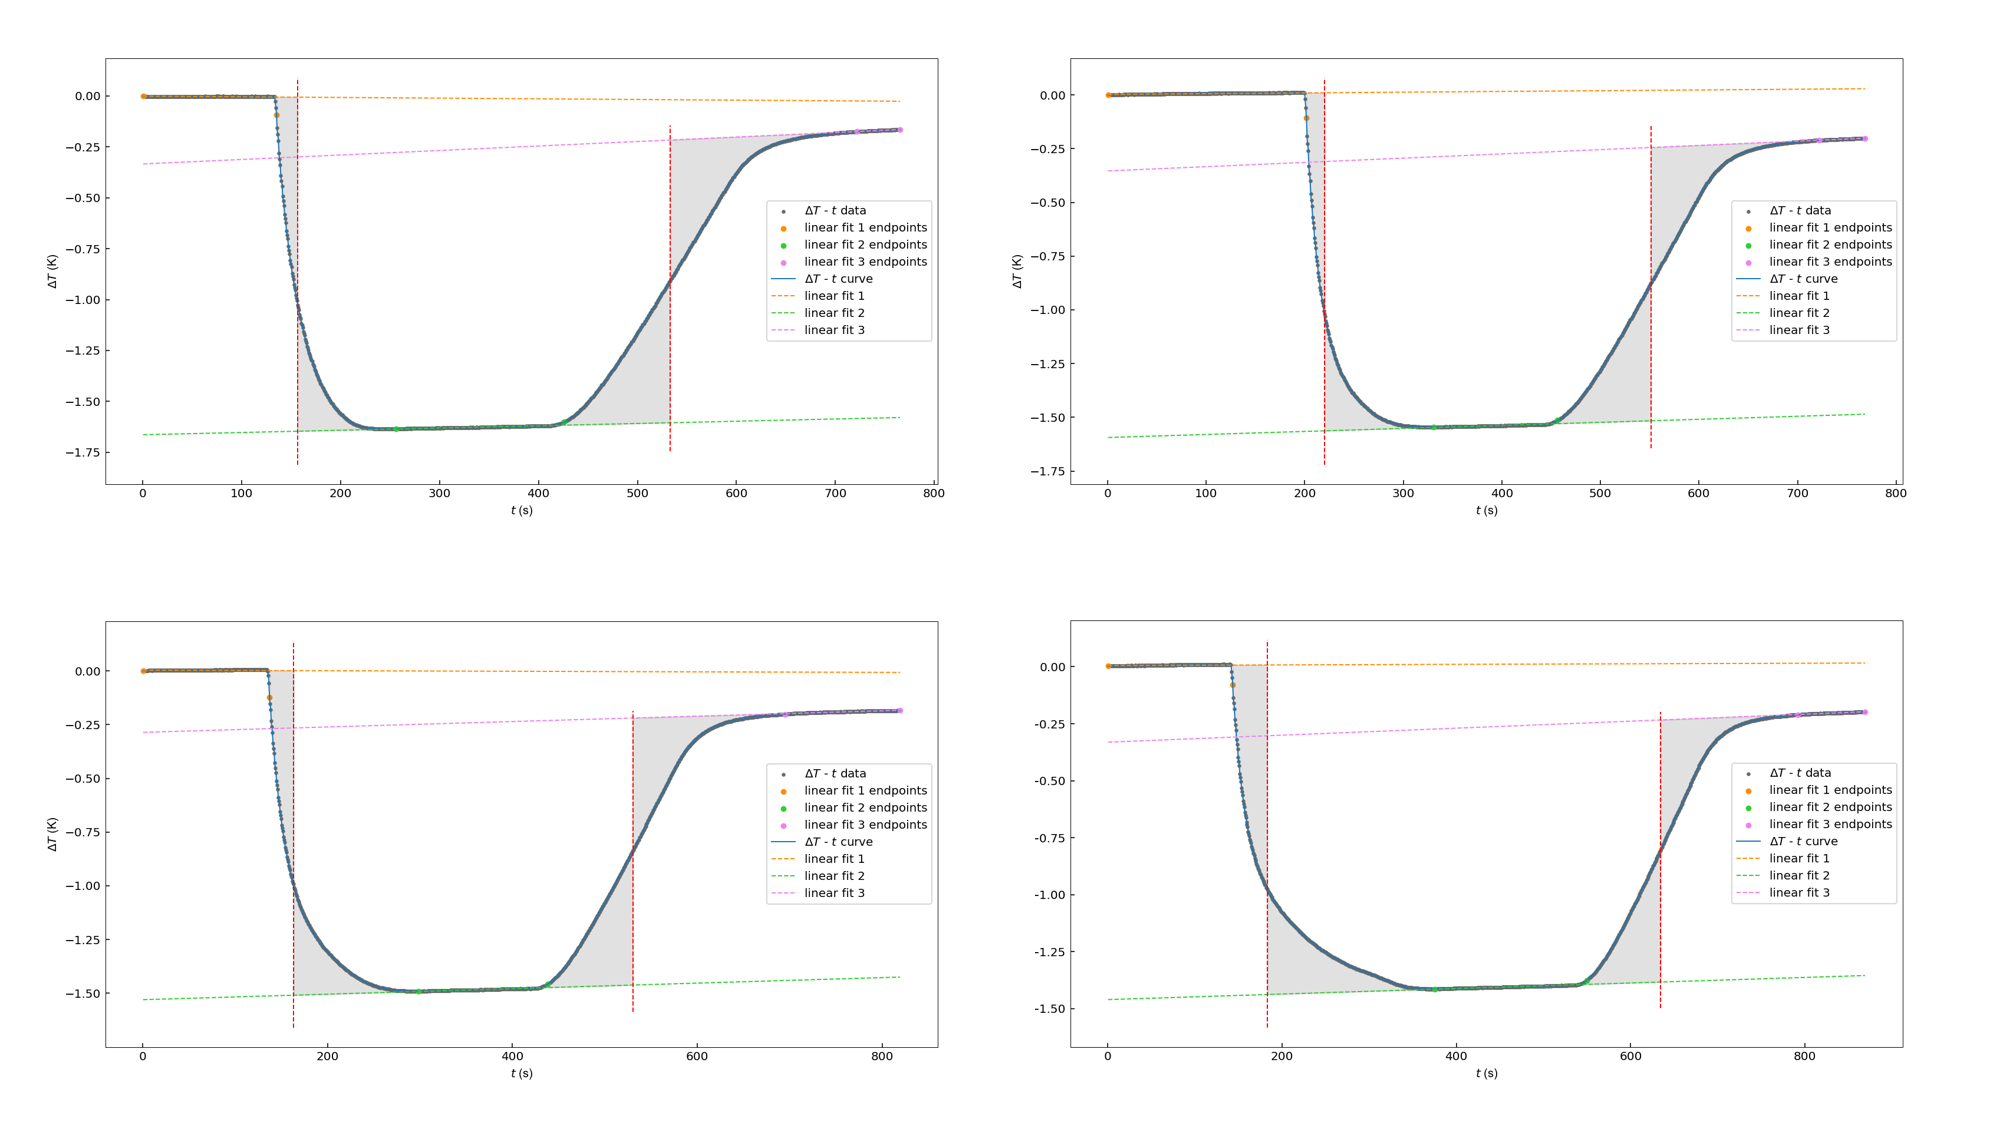 0.00
−0.25
−0.50
−0.75
−1.00
−1.25
−1.50
−1.75
ΔT (K)
0 100 200 300 400 500 600 700 800
t (s)
ΔT - t data
linear fit 1 endpoints
linear fit 2 endpoints
linear fit 3 endpoints
ΔT - t curve
linear fit 1
linear fit 2
linear fit 3
0.00
−0.25
−0.50
−0.75
−1.00
−1.25
−1.50
−1.75
ΔT (K)
0 100 200 300 400 500 600 700 800
t (s)
ΔT - t data
linear fit 1 endpoints
linear fit 2 endpoints
linear fit 3 endpoints
ΔT - t curve
linear fit 1
linear fit 2
linear fit 3
0.00
−0.25
−0.50
−0.75
−1.00
−1.25
−1.50
ΔT (K)
0 200 400 600 800
t (s)
ΔT - t data
linear fit 1 endpoints
linear fit 2 endpoints
linear fit 3 endpoints
ΔT - t curve
linear fit 1
linear fit 2
linear fit 3
0.00
-0.25
-0.50
-0.75
-1.00
-1.25
-1.50
ΔT (K)
0 200 400 600 800
t (s)
ΔT - t data
linear fit 1 endpoints
linear fit 2 endpoints
linear fit 3 endpoints
ΔT - t curve
linear fit 1
linear fit 2
linear fit 3